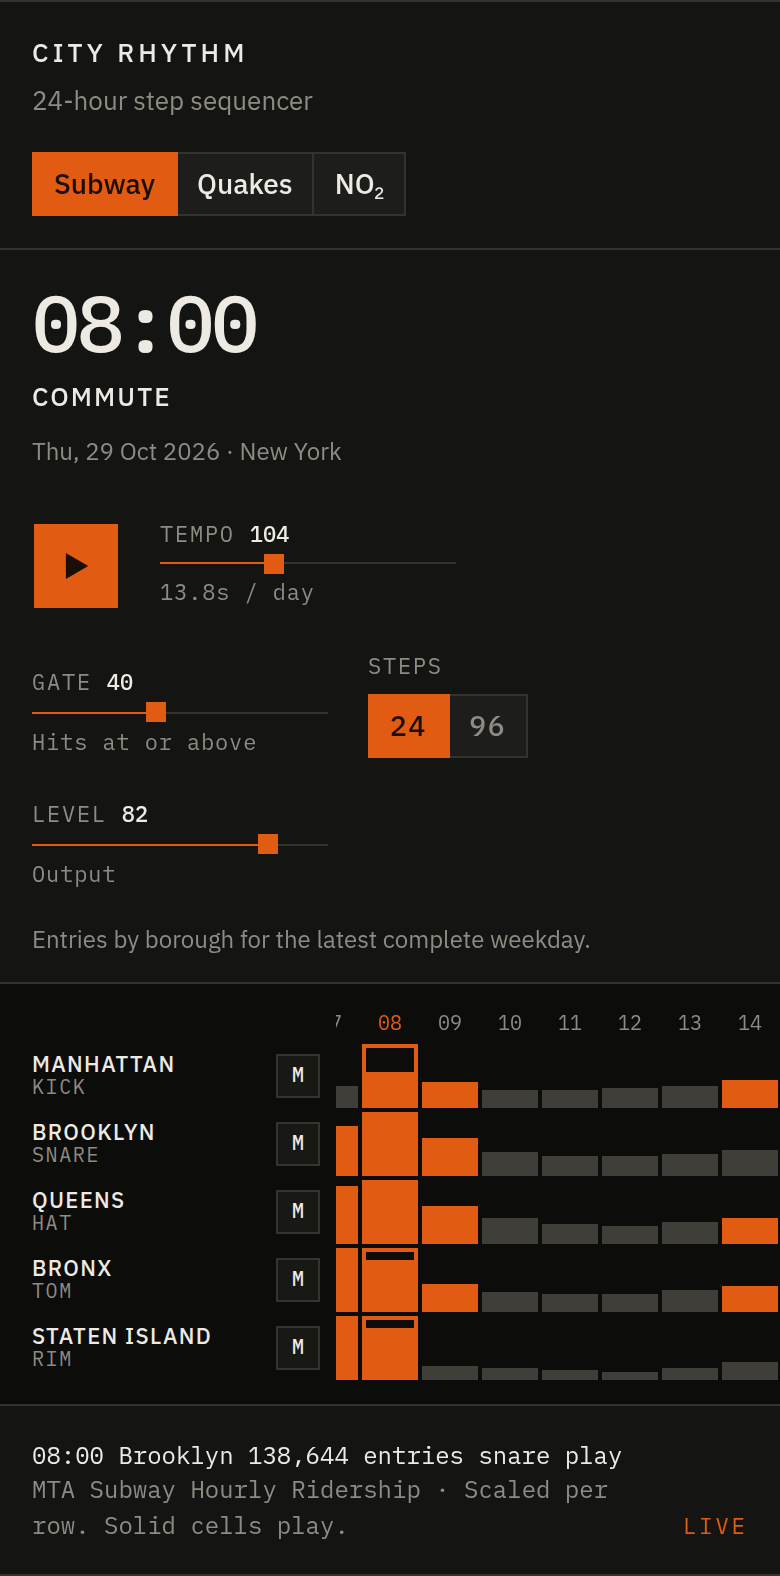 CITY RHYTHM
24-hour step sequencer
Subway Quakes NO₂
08:00
COMMUTE
Thu, 29 Oct 2026 · New York
TEMPO 104
13.8s / day
STEPS
GATE 40
24 96
Hits at or above
LEVEL 82
Output
Entries by borough for the latest complete weekday.
08 09 10 11 12 13 14
MANHATTAN
KICK
M
BROOKLYN
SNARE
M
QUEENS
HAT
M
BRONX
TOM
M
STATEN ISLAND
RIM
M
08:00 Brooklyn 138,644 entries snare play
MTA Subway Hourly Ridership · Scaled per
row. Solid cells play.
LIVE